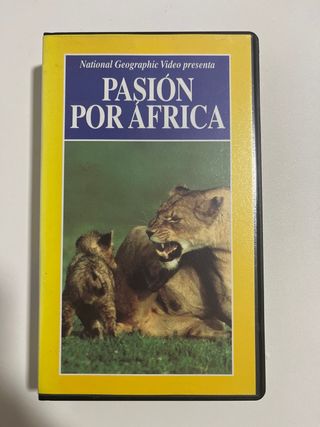 National Geographic Video presenta
PASIÓN
POR ÁFRICA